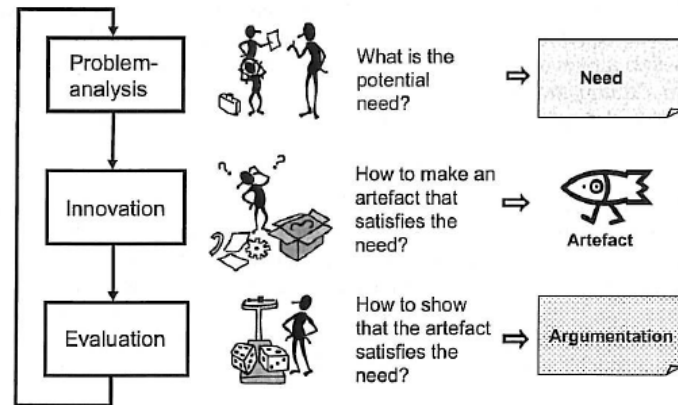 Problem-
analysis
What is the
potential
need?
Need
? ?
Innovation
How to make an
artefact that
satisfies the
need?
Artefact
Evaluation
How to show
that the artefact
satisfies the
need?
Argumentation